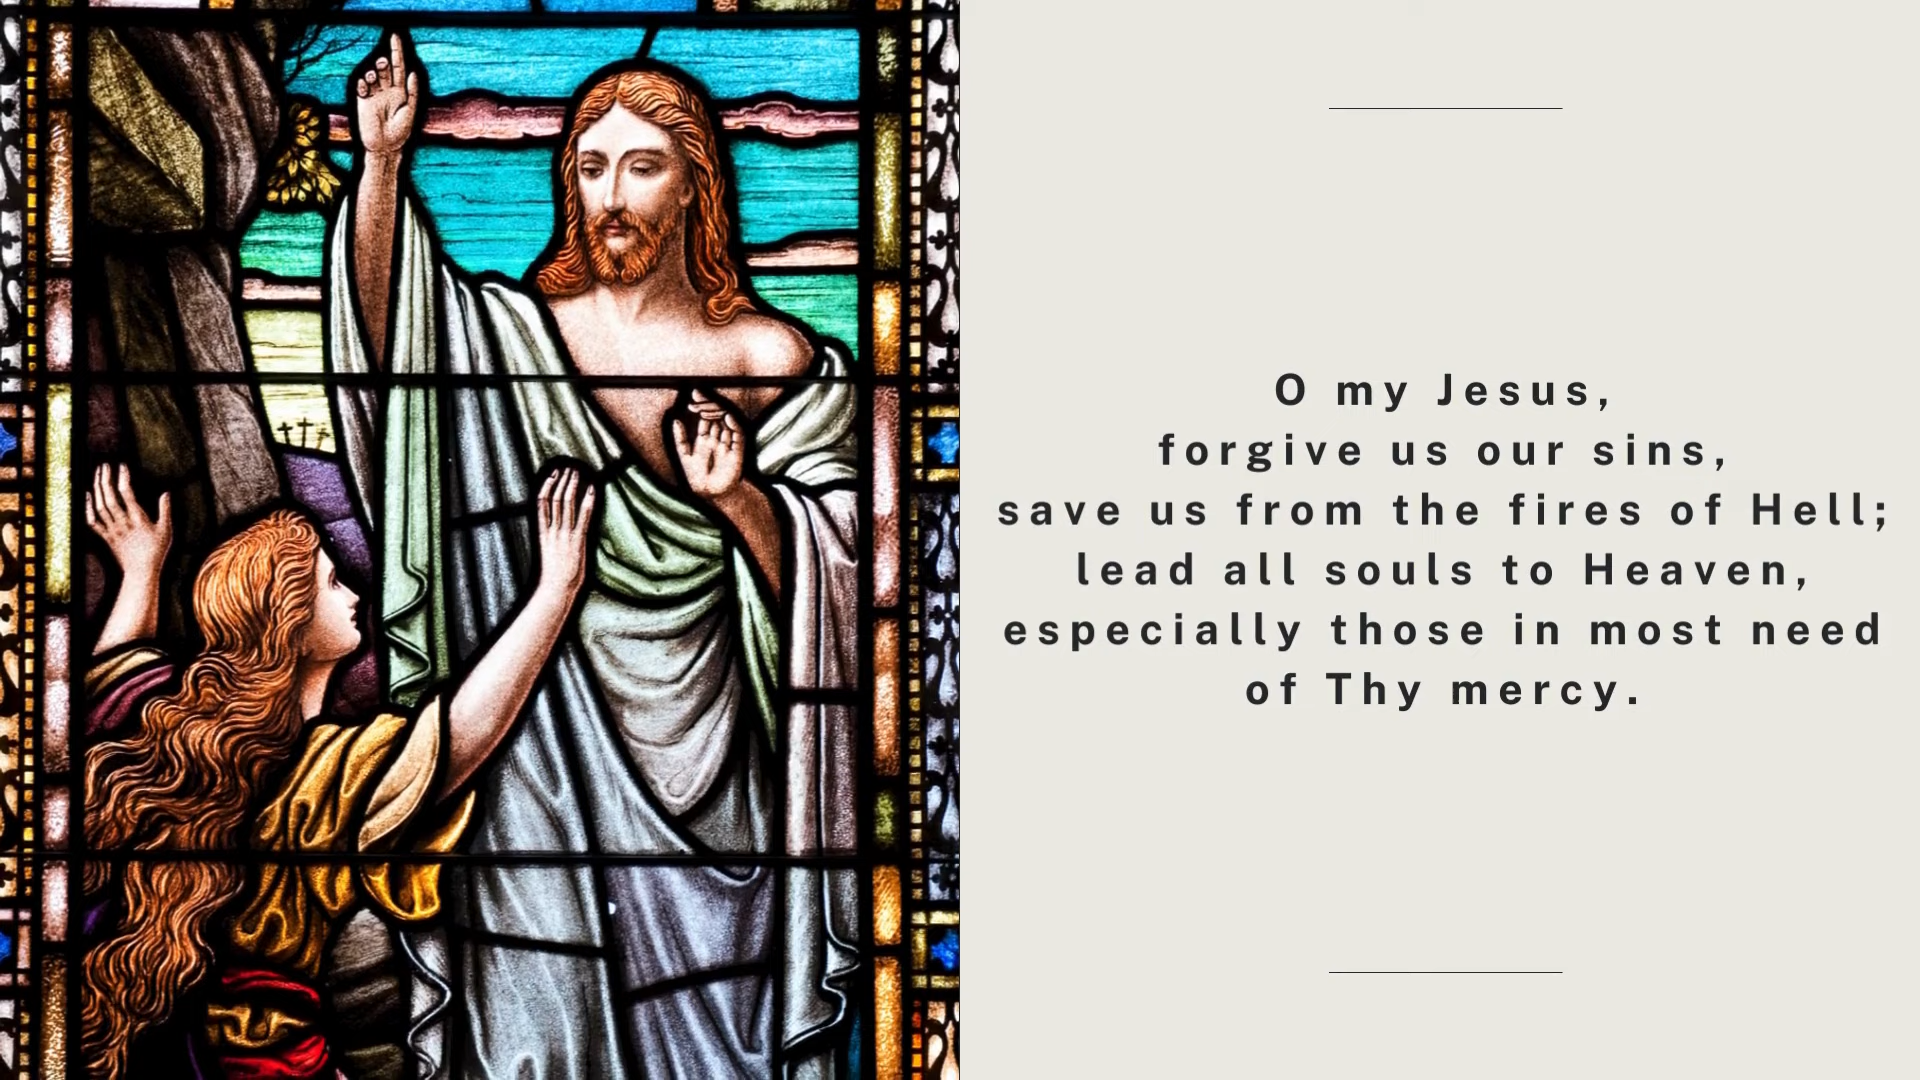 O my Jesus,
forgive us our sins,
save us from the fires of Hell;
lead all souls to Heaven,
especially those in most need
of Thy mercy.